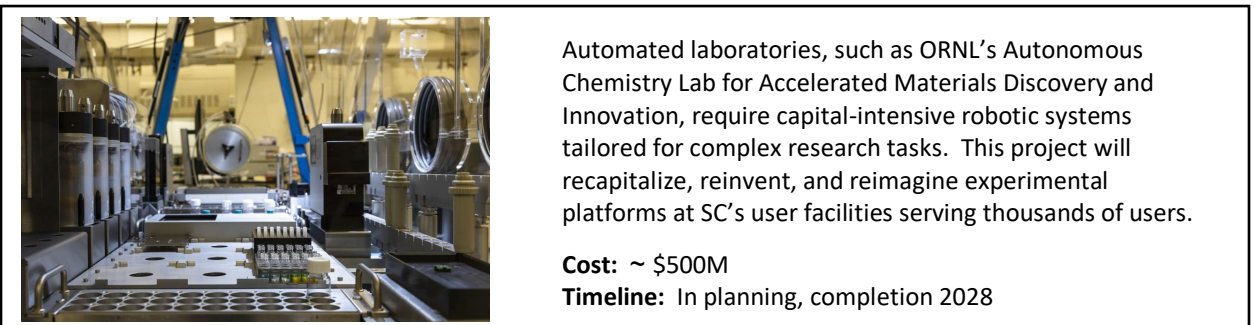 Automated laboratories, such as ORNL’s Autonomous
Chemistry Lab for Accelerated Materials Discovery and
Innovation, require capital-intensive robotic systems
tailored for complex research tasks.  This project will
recapitalize, reinvent, and reimagine experimental
platforms at SC’s user facilities serving thousands of users.
Cost:  ~ $500M
Timeline:  In planning, completion 2028